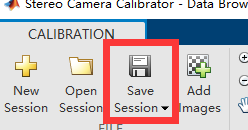 Stereo Camera Calibrator - Data Brow
CALIBRATION
New Session
Open Session
Save Session
Add Images
FILE